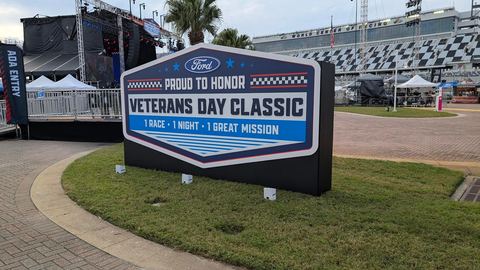 ADA ENTRY
Ford
PROUD TO HONOR
VETERANS DAY CLASSIC
1 RACE • 1 NIGHT • 1 GREAT MISSION